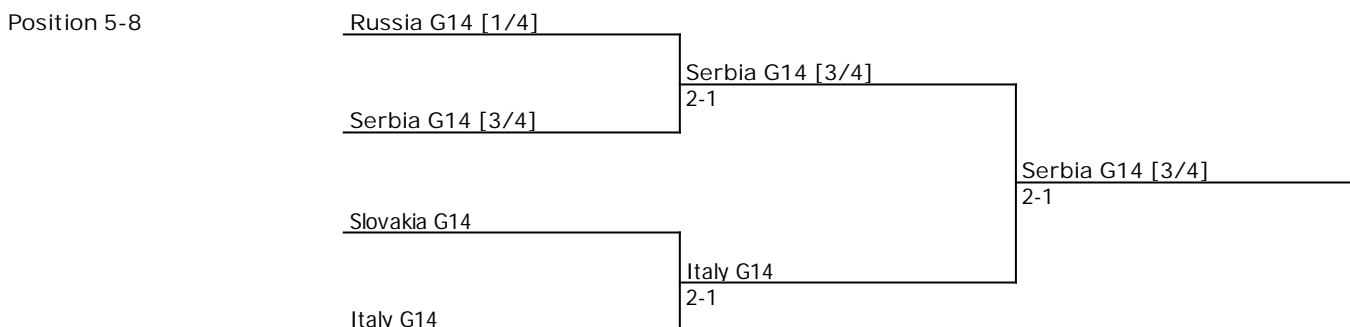 Position 5-8
Russia G14 [1/4]
Serbia G14 [3/4]
2-1
Serbia G14 [3/4]
Serbia G14 [3/4]
2-1
Slovakia G14
Italy G14
2-1
Italy G14